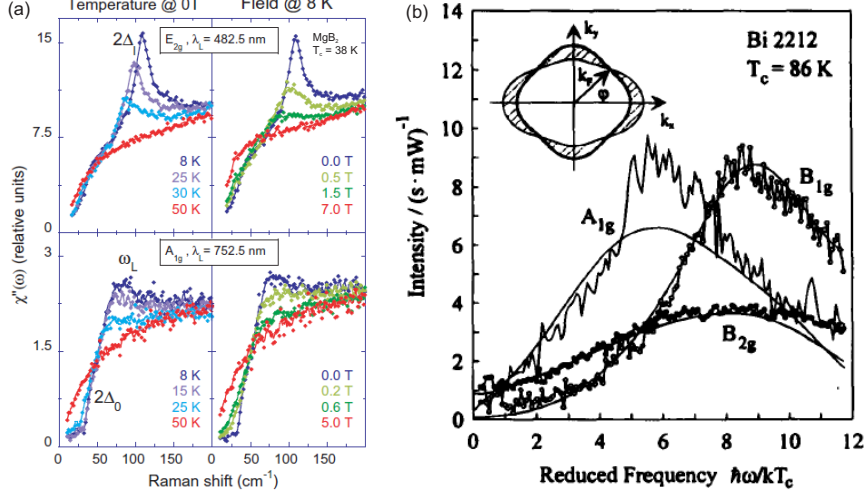 (a)
Temperature @ 0T
Field @ 8 K
E2g, λL = 482.5 nm
MgB2
Tc = 38 K
2Δl
15
7.5
0
8 K
25 K
30 K
50 K
0.0 T
0.5 T
1.5 T
7.0 T
χ''(ω) (relative units)
A1g, λL = 752.5 nm
ωL
2Δ0
3
1.5
0
8 K
15 K
25 K
50 K
0.0 T
0.2 T
0.6 T
5.0 T
0 50 100 150
50 100 150
Raman shift (cm-1)
(b)
Bi 2212
Tc = 86 K
ky
kF
φ
kx
A1g
B1g
B2g
Intensity / (s · mW)-1
14
12
10
8
6
4
2
0
0 2 4 6 8 10 12
Reduced Frequency ħω/kTc